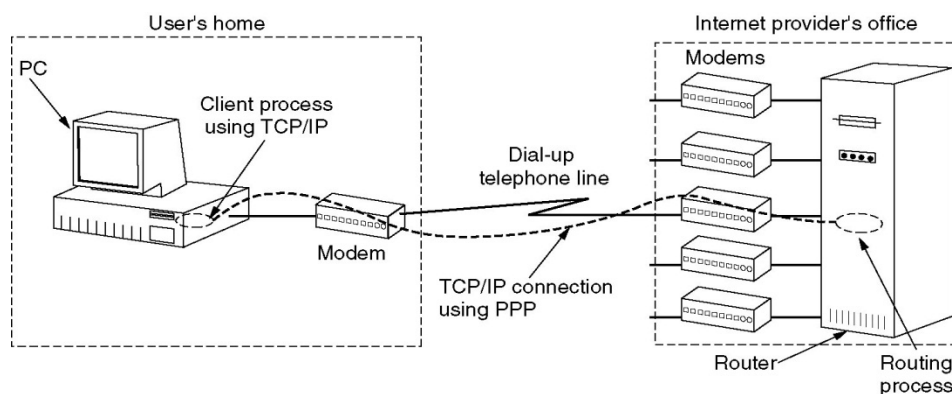 User's home
Internet provider's office
PC
Modems
Client process
using TCP/IP
Dial-up
telephone line
Modem
TCP/IP connection
using PPP
Router
Routing
process